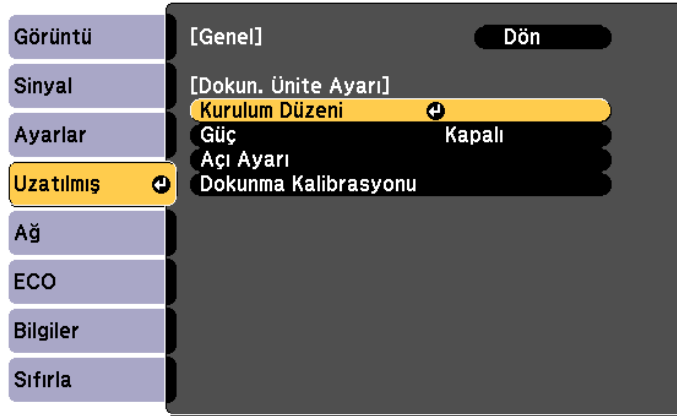 Görüntü
Sinyal
Ayarlar
Uzatılmış
Ağ
ECO
Bilgiler
Sıfırla
[Genel] Dön
[Dokun. Ünite Ayarı]
Kurulum Düzeni
Güç Kapalı
Açı Ayarı
Dokunma Kalibrasyonu